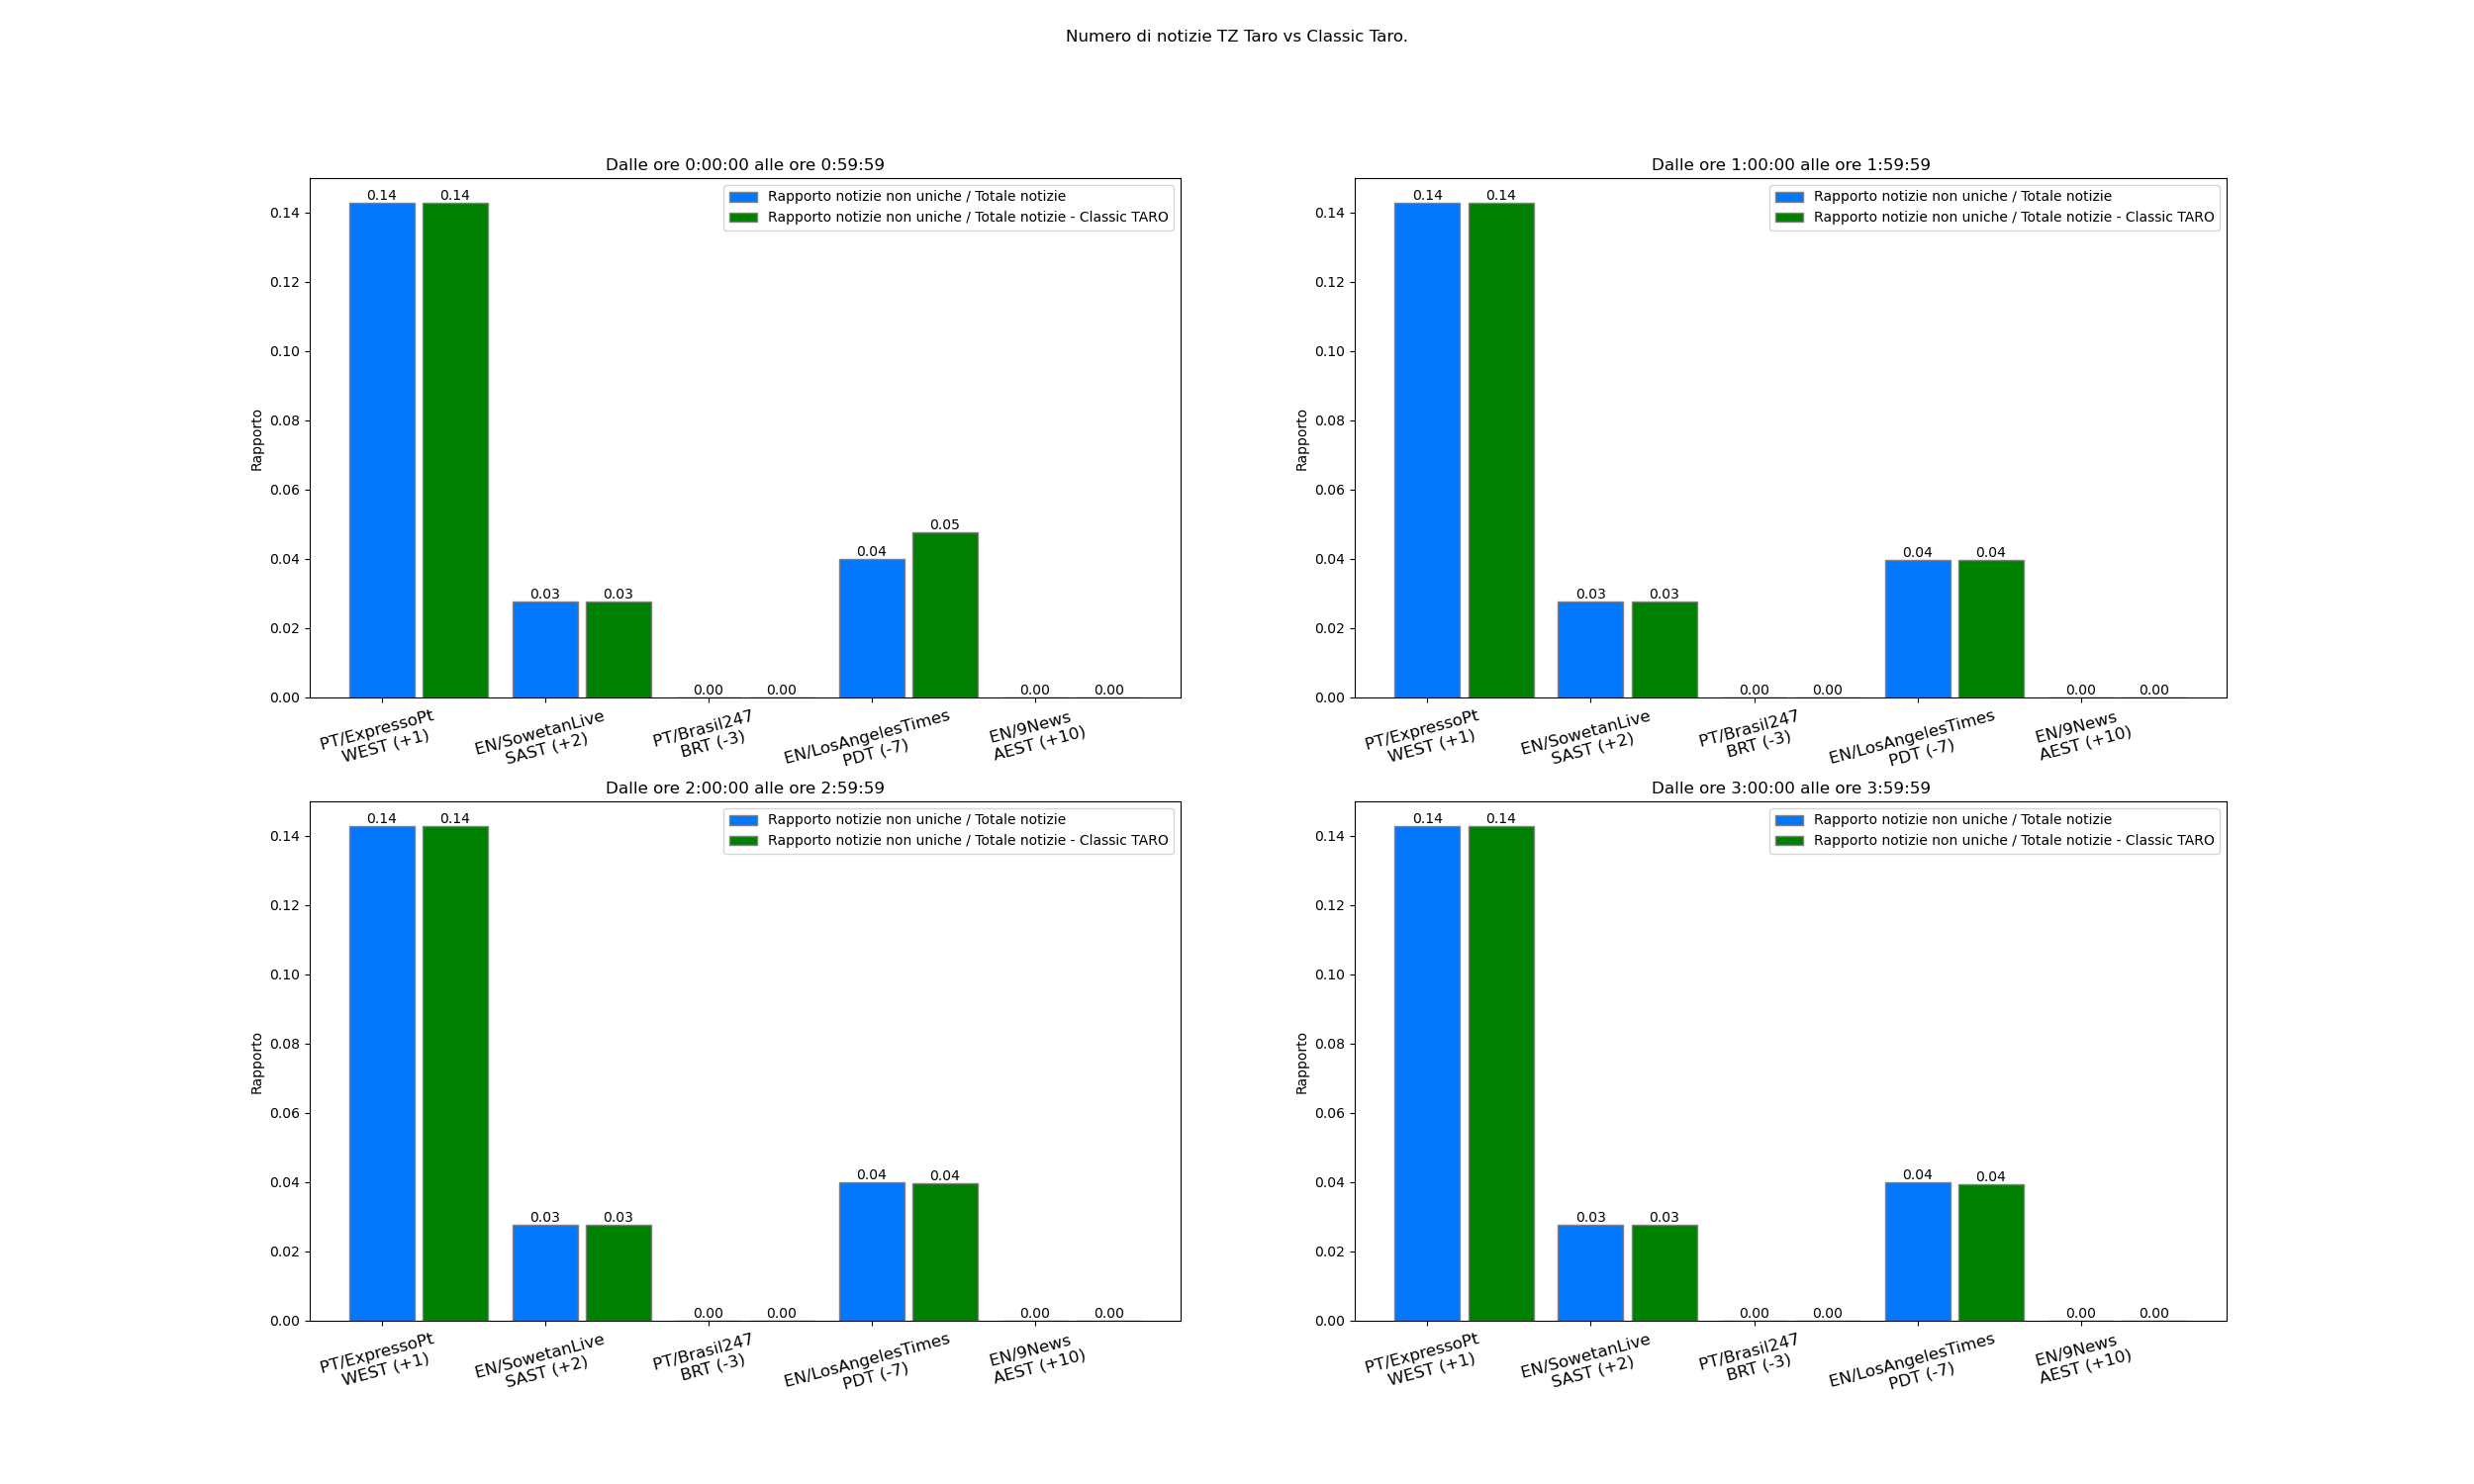 Numero di notizie TZ Taro vs Classic Taro.
Dalle ore 0:00:00 alle ore 0:59:59
Rapporto notizie non uniche / Totale notizie
Rapporto notizie non uniche / Totale notizie - Classic TARO
Rapporto
0.14
0.12
0.10
0.08
0.06
0.04
0.02
0.00
0.14 0.14 0.03 0.03 0.00 0.00 0.04 0.05 0.00 0.00
PT/ExpressoPt
WEST (+1)
EN/SowetanLive
SAST (+2)
PT/Brasil247
BRT (-3)
EN/LosAngelesTimes
PDT (-7)
EN/9News
AEST (+10)
Dalle ore 1:00:00 alle ore 1:59:59
Rapporto notizie non uniche / Totale notizie
Rapporto notizie non uniche / Totale notizie - Classic TARO
Rapporto
0.14
0.12
0.10
0.08
0.06
0.04
0.02
0.00
0.14 0.14 0.03 0.03 0.00 0.00 0.04 0.04 0.00 0.00
PT/ExpressoPt
WEST (+1)
EN/SowetanLive
SAST (+2)
PT/Brasil247
BRT (-3)
EN/LosAngelesTimes
PDT (-7)
EN/9News
AEST (+10)
Dalle ore 2:00:00 alle ore 2:59:59
Rapporto notizie non uniche / Totale notizie
Rapporto notizie non uniche / Totale notizie - Classic TARO
Rapporto
0.14
0.12
0.10
0.08
0.06
0.04
0.02
0.00
0.14 0.14 0.03 0.03 0.00 0.00 0.04 0.04 0.00 0.00
PT/ExpressoPt
WEST (+1)
EN/SowetanLive
SAST (+2)
PT/Brasil247
BRT (-3)
EN/LosAngelesTimes
PDT (-7)
EN/9News
AEST (+10)
Dalle ore 3:00:00 alle ore 3:59:59
Rapporto notizie non uniche / Totale notizie
Rapporto notizie non uniche / Totale notizie - Classic TARO
Rapporto
0.14
0.12
0.10
0.08
0.06
0.04
0.02
0.00
0.14 0.14 0.03 0.03 0.00 0.00 0.04 0.04 0.00 0.00
PT/ExpressoPt
WEST (+1)
EN/SowetanLive
SAST (+2)
PT/Brasil247
BRT (-3)
EN/LosAngelesTimes
PDT (-7)
EN/9News
AEST (+10)